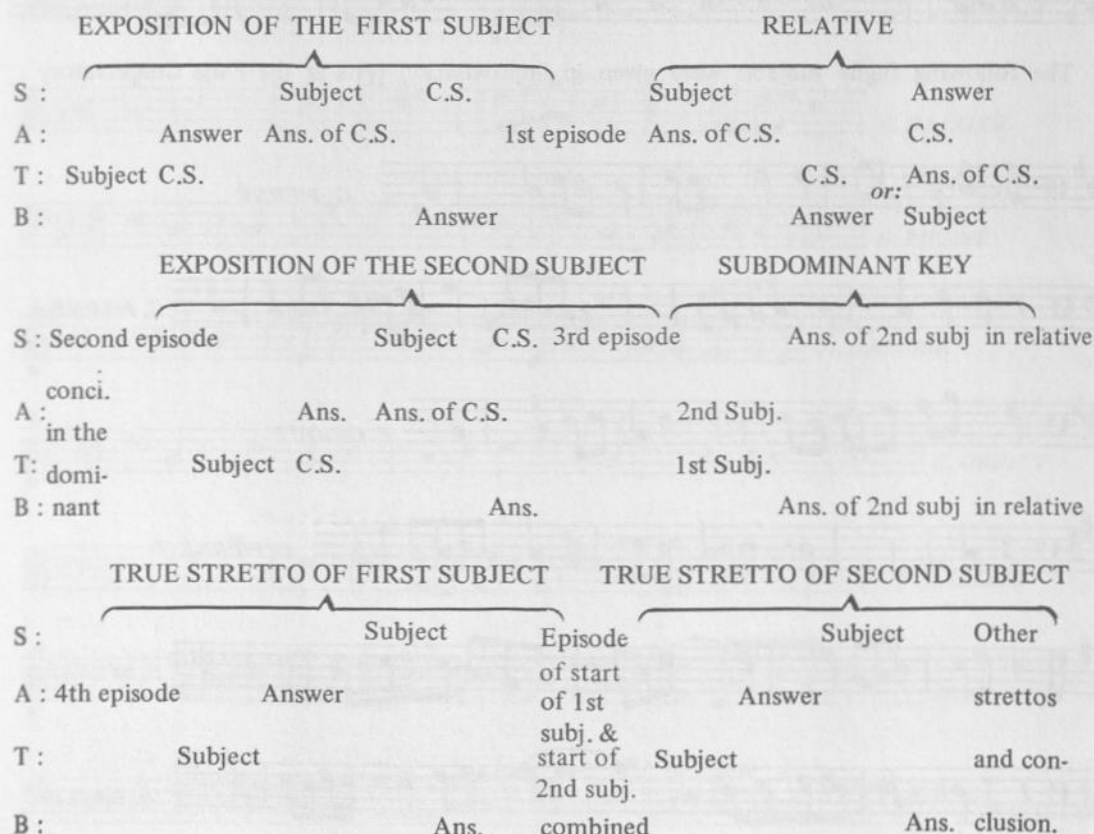 EXPOSITION OF THE FIRST SUBJECT RELATIVE
S : Subject C.S. Subject Answer
A : Answer Ans. of C.S. 1st episode Ans. of C.S. C.S.
T : Subject C.S. C.S. or: Ans. of C.S.
B : Answer Answer Subject
EXPOSITION OF THE SECOND SUBJECT SUBDOMINANT KEY
S : Second episode Subject C.S. 3rd episode Ans. of 2nd subj in relative
conci.
A : Ans. Ans. of C.S. 2nd Subj.
in the
T: domi- Subject C.S. 1st Subj.
B : nant Ans. Ans. of 2nd subj in relative
TRUE STRETTO OF FIRST SUBJECT TRUE STRETTO OF SECOND SUBJECT
S : Subject Episode Subject Other
of start
A : 4th episode Answer of 1st Answer strettos
subj. &
T : Subject start of Subject and con-
2nd subj.
B : Ans. combined Ans. clusion.